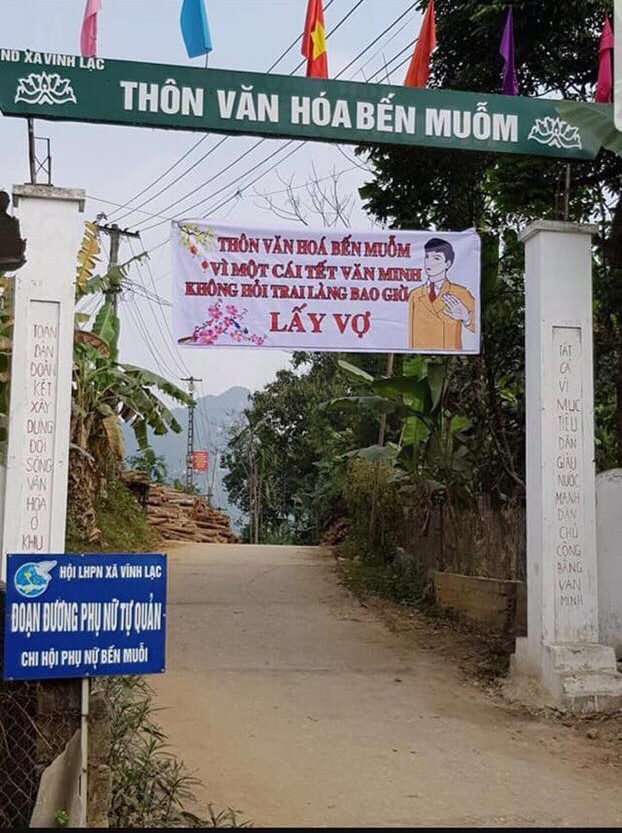 ND XÃ VĨNH LẠC
THÔN VĂN HÓA BẾN MUỖM
THÔN VĂN HOÁ BẾN MUỖM
VÌ MỘT CÁI TẾT VĂN MINH
KHÔNG HỎI TRAI LÀNG BAO GIỜ
LẤY VỢ
TOÀN
DÂN
ĐOÀN
KẾT
XÂY
DỰNG
ĐỜI
SỐNG
VĂN
HÓA
Ở
KHU
TẤT
CẢ
VÌ
MỤC
TIÊU
DÂN
GIÀU
NƯỚC
MẠNH
DÂN
CHỦ
CÔNG
BẰNG
VĂN
MINH
HỘI LHPN XÃ VĨNH LẠC
ĐOẠN ĐƯỜNG PHỤ NỮ TỰ QUẢN
CHI HỘI PHỤ NỮ BẾN MUỖI